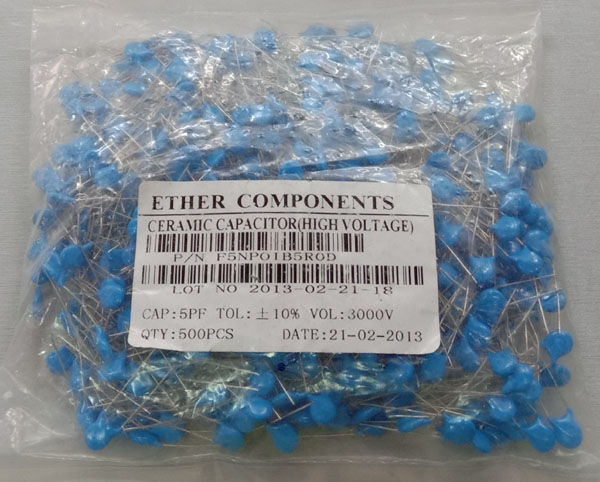 ETHER COMPONENTS
CERAMIC CAPACITOR(HIGH VOLTAGE)
P/N F5NPO1B5R0D
LOT NO 2013-02-21-18
CAP:5PF TOL:±10% VOL:3000V
QTY:500PCS DATE:21-02-2013